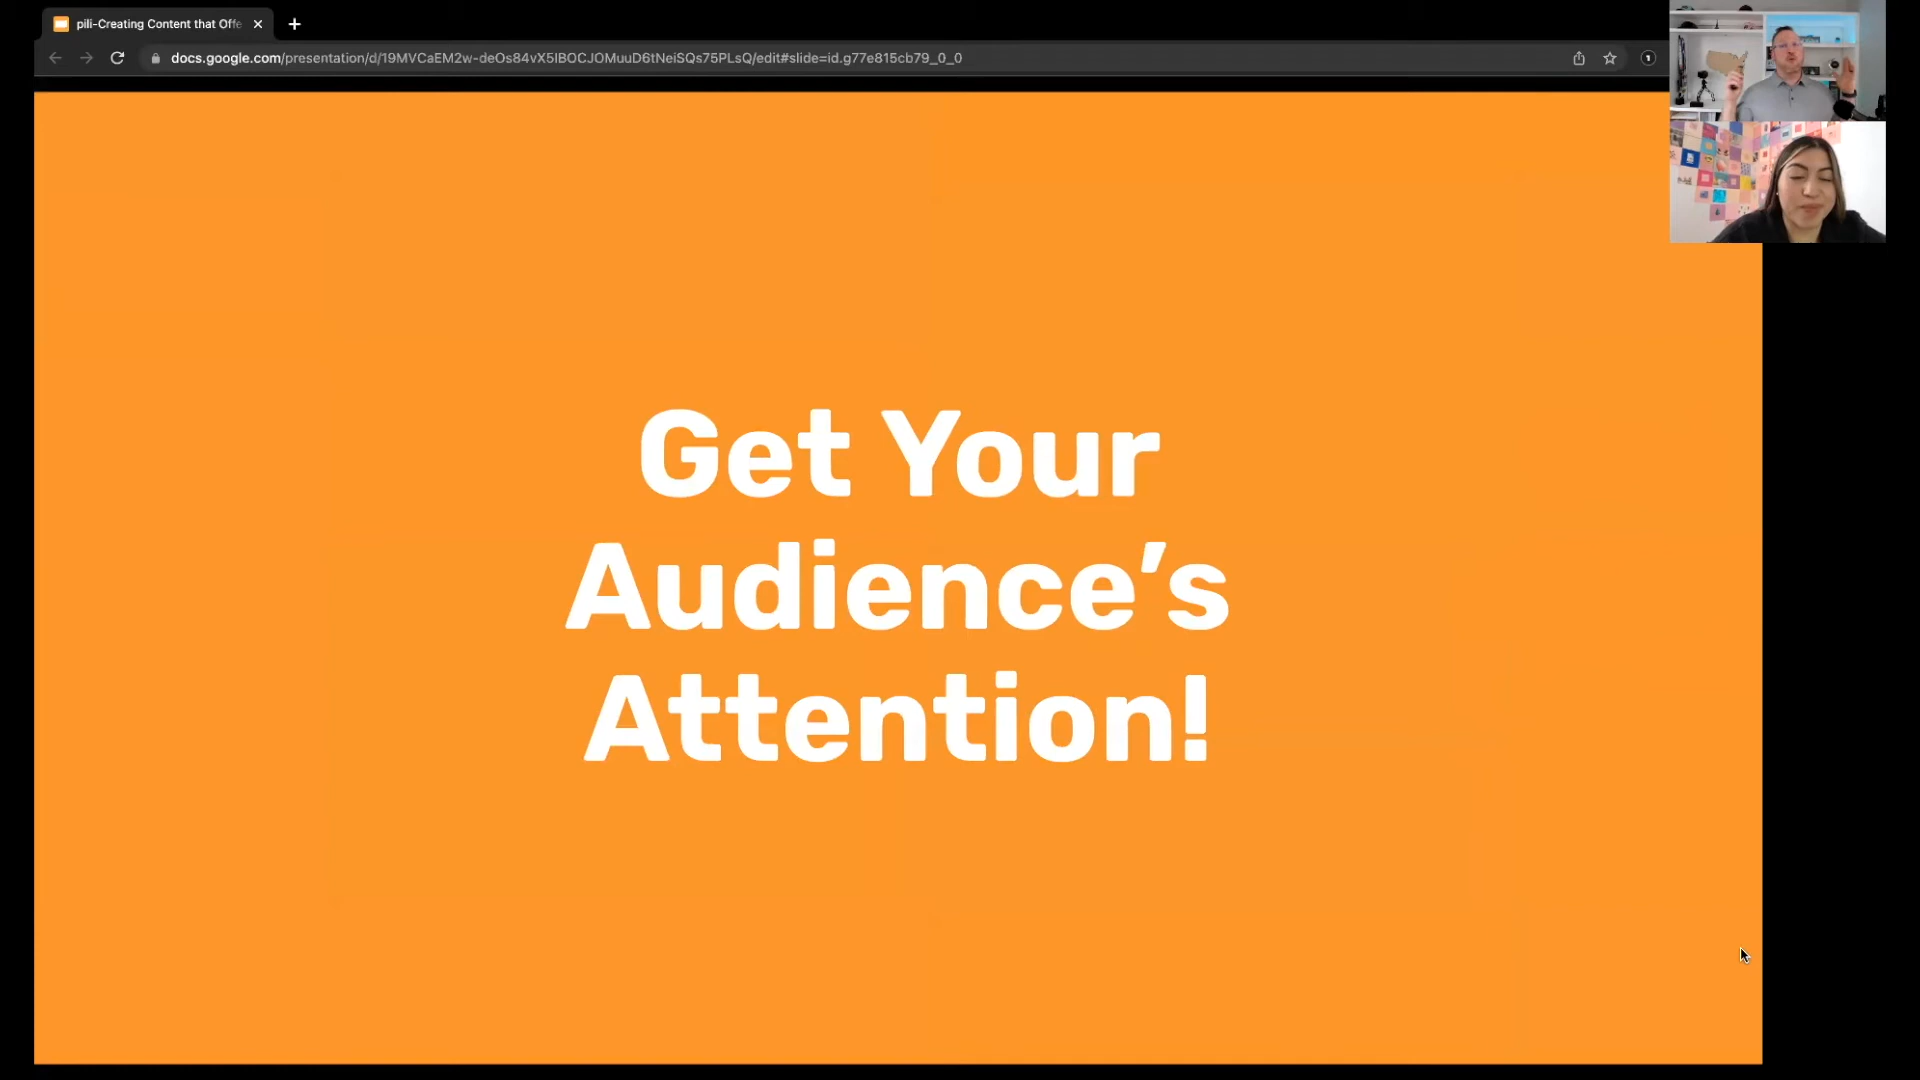 pili-Creating Content that Offe
docs.google.com/presentation/d/19MVCaEM2w-deOs84vX5IBOCJOMuuD6tNeiSQs75PLsQ/edit#slide=id.g77e815cb79_0_0
Get Your
Audience’s
Attention!